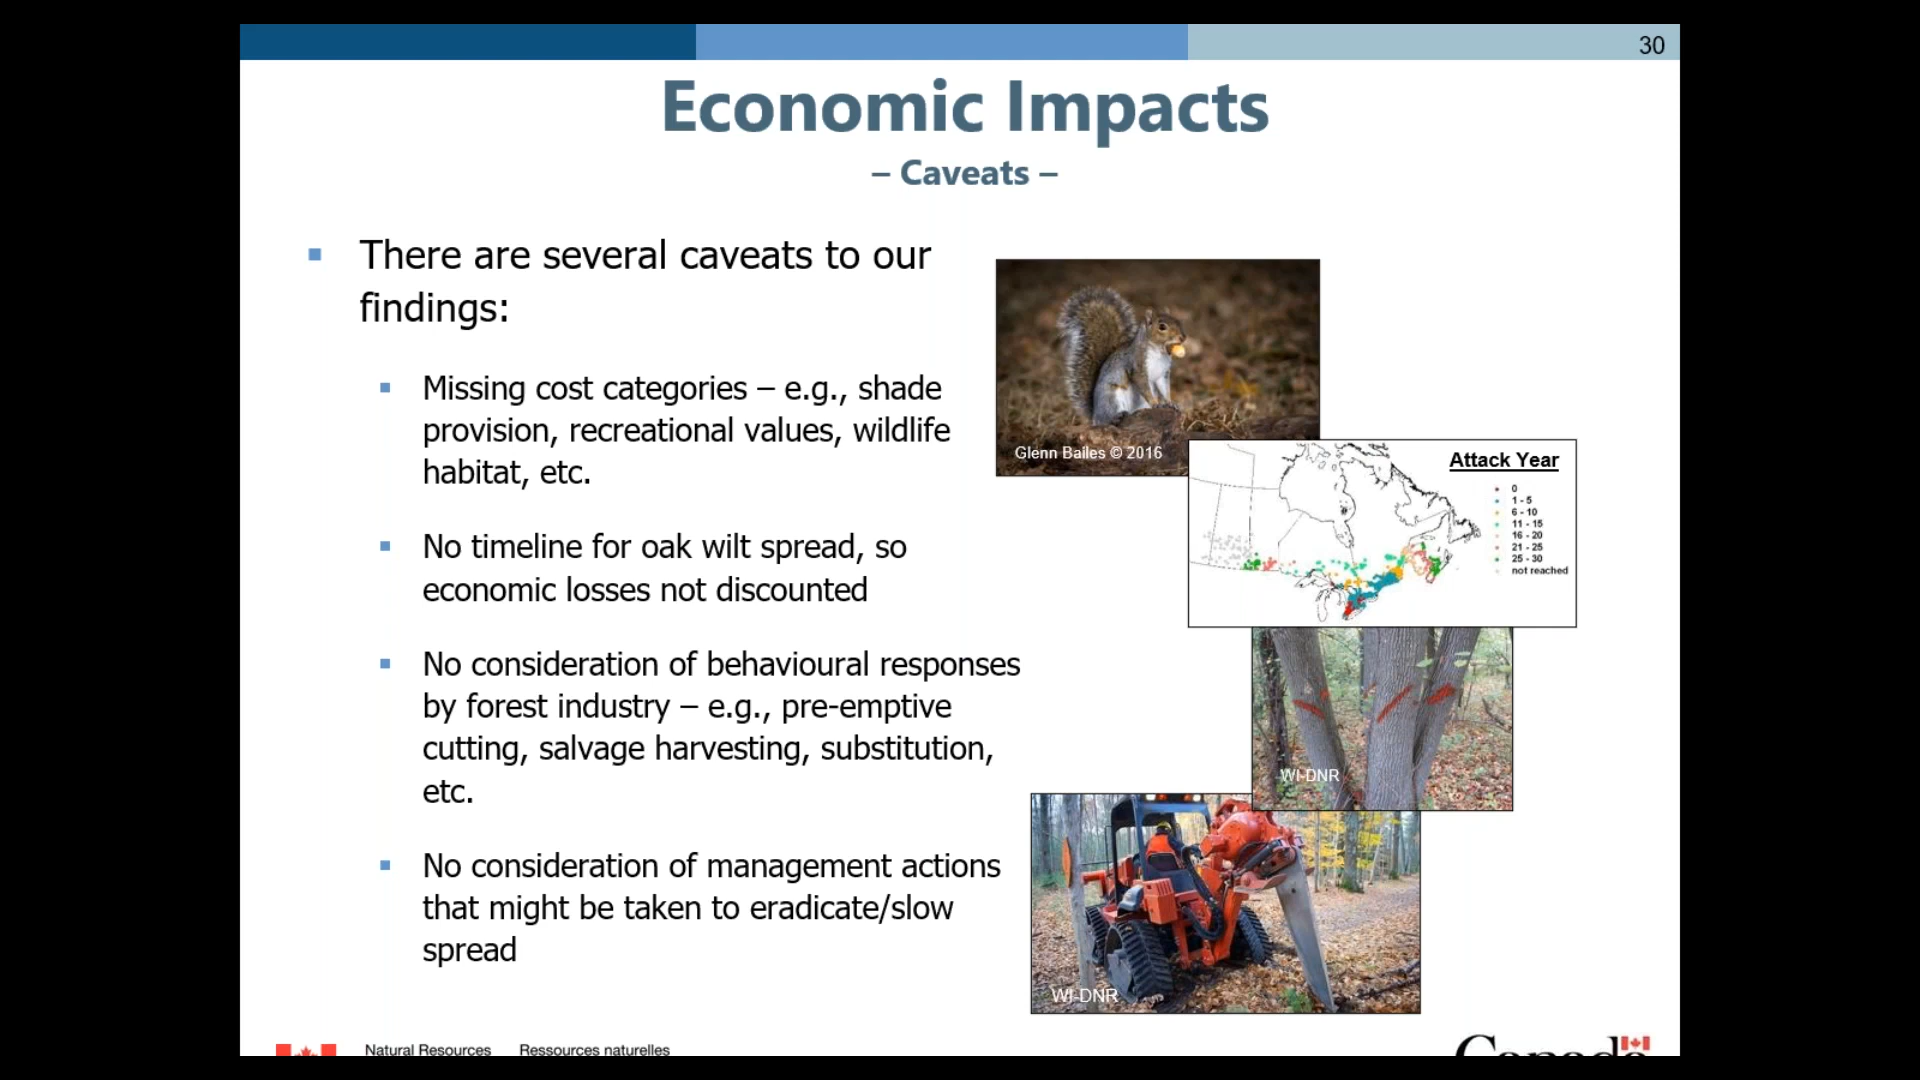 30
Economic Impacts
– Caveats –
There are several caveats to our
findings:
Missing cost categories – e.g., shade
provision, recreational values, wildlife
habitat, etc.
No timeline for oak wilt spread, so
economic losses not discounted
No consideration of behavioural responses
by forest industry – e.g., pre-emptive
cutting, salvage harvesting, substitution,
etc.
No consideration of management actions
that might be taken to eradicate/slow
spread
Glenn Bailes © 2016
Attack Year
0
1 - 5
6 - 10
11 - 15
16 - 20
21 - 25
25 - 30
not reached
WI-DNR
WI-DNR
Natural Resources Ressources naturelles
Canada